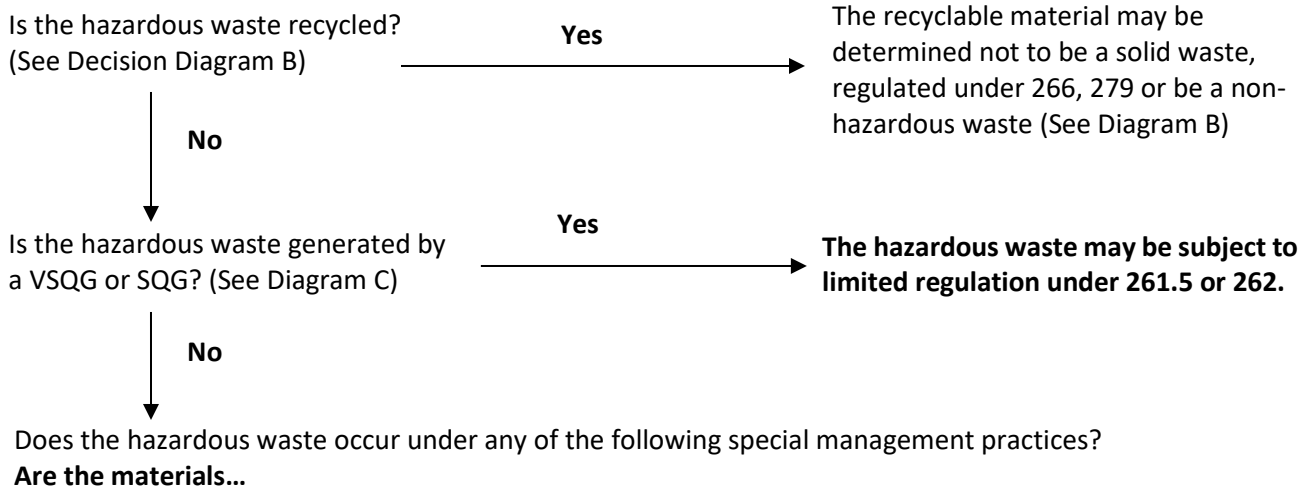 Is the hazardous waste recycled?
(See Decision Diagram B)
Yes
The recyclable material may be
determined not to be a solid waste,
regulated under 266, 279 or be a non-
hazardous waste (See Diagram B)
No
Is the hazardous waste generated by
a VSQG or SQG? (See Diagram C)
Yes
The hazardous waste may be subject to
limited regulation under 261.5 or 262.
No
Does the hazardous waste occur under any of the following special management practices?
Are the materials…